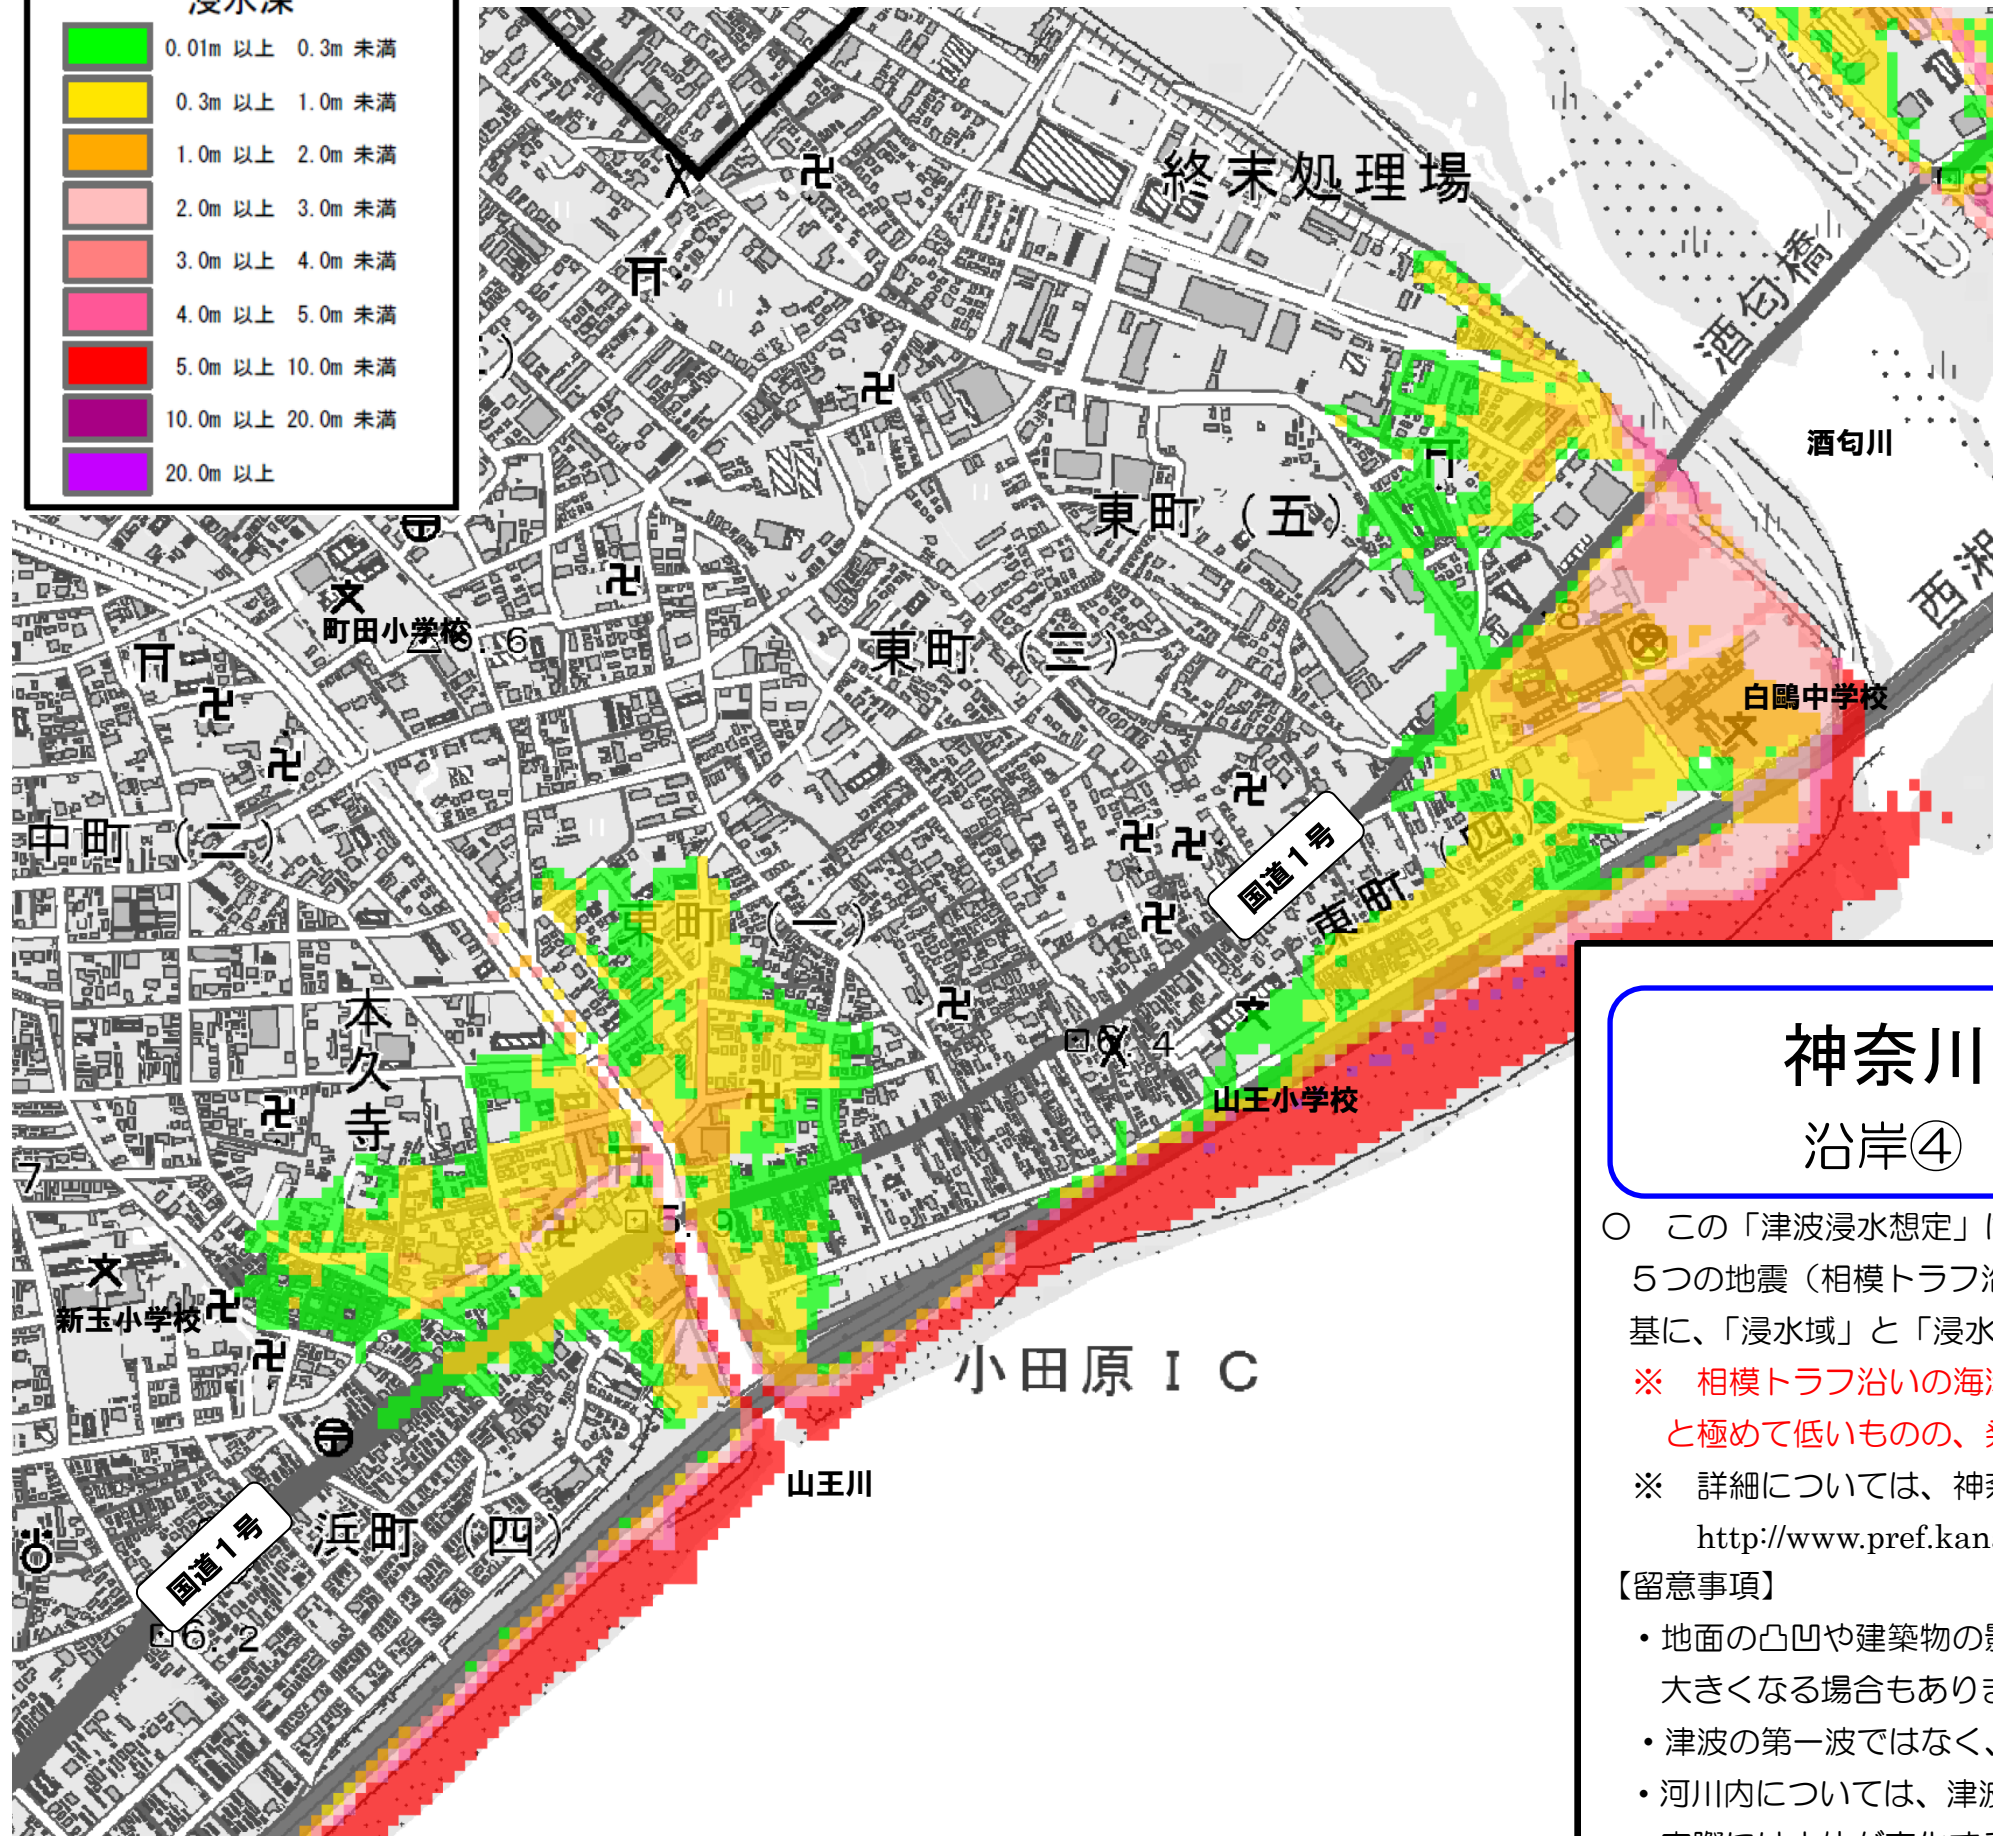 浸水深
0.01m 以上 0.3m 未満
0.3m 以上 1.0m 未満
1.0m 以上 2.0m 未満
2.0m 以上 3.0m 未満
3.0m 以上 4.0m 未満
4.0m 以上 5.0m 未満
5.0m 以上 10.0m 未満
10.0m 以上 20.0m 未満
20.0m 以上
終末処理場
酒匂橋
酒匂川
西湘
東町（五）
町田小学校
6.6
東町（三）
8
白鷗中学校
中町（二）
国道1号
東町（四）
東町（一）
本久寺
6.4
山王小学校
7
5.9
新玉小学校
小田原ＩＣ
山王川
浜町（四）
国道1号
6.2
神奈川
沿岸④
○　この「津波浸水想定」
５つの地震（相模トラフ沿
基に、「浸水域」と「浸水
※　相模トラフ沿いの海
と極めて低いものの、
※　詳細については、神奈
http://www.pref.kana
【留意事項】
・地面の凸凹や建築物の影
大きくなる場合もありま
・津波の第一波ではなく、
・河川内については、津波